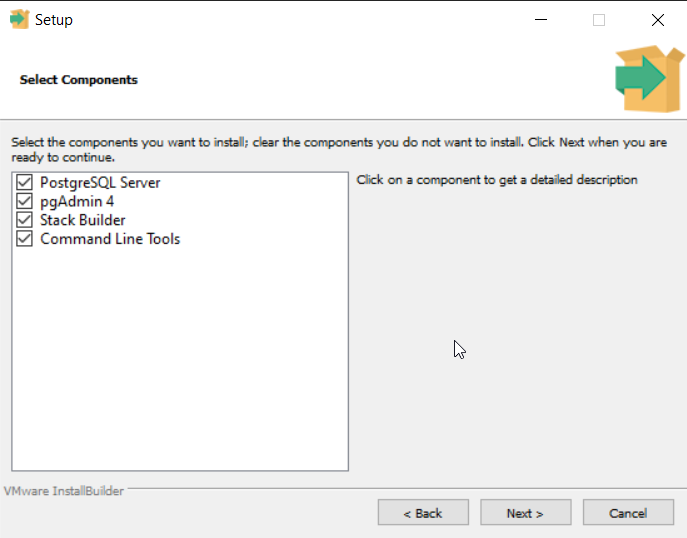 Setup
Select Components
Select the components you want to install; clear the components you do not want to install. Click Next when you are
ready to continue.
PostgreSQL Server
pgAdmin 4
Stack Builder
Command Line Tools
Click on a component to get a detailed description
VMware InstallBuilder
< Back
Next >
Cancel